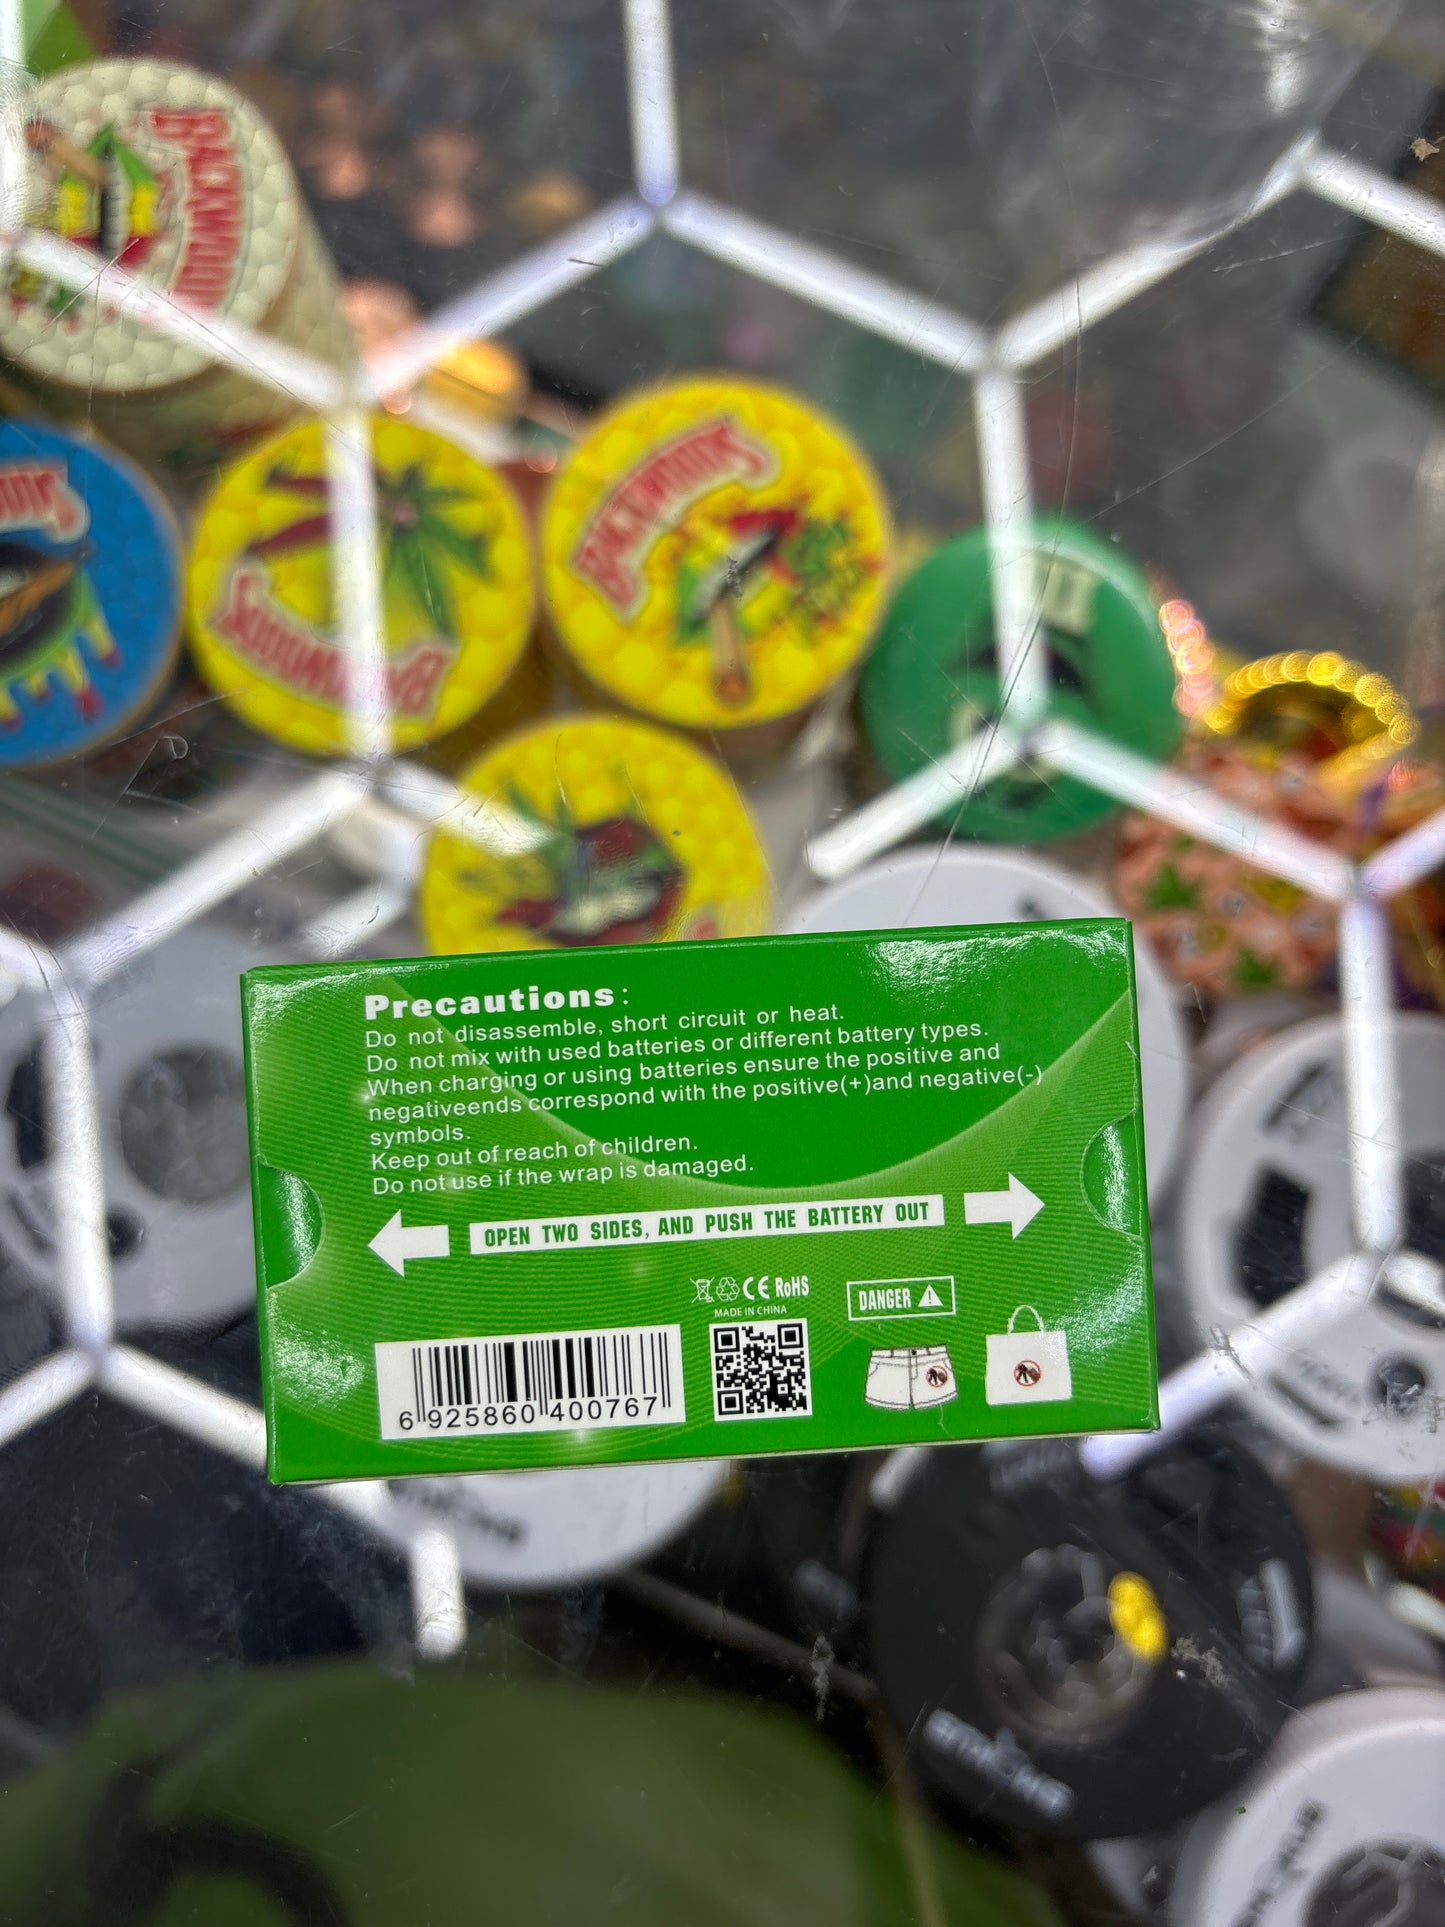 BACKWOODS
BACKWOODS
BACKWOODS
Precautions:
Do not disassemble, short circuit or heat.
Do not mix with used batteries or different battery types.
When charging or using batteries ensure the positive and
negativeends correspond with the positive(+)and negative(-)
symbols.
Keep out of reach of children.
Do not use if the wrap is damaged.
OPEN TWO SIDES, AND PUSH THE BATTERY OUT
CE RoHS
MADE IN CHINA
DANGER
6 925860 400767